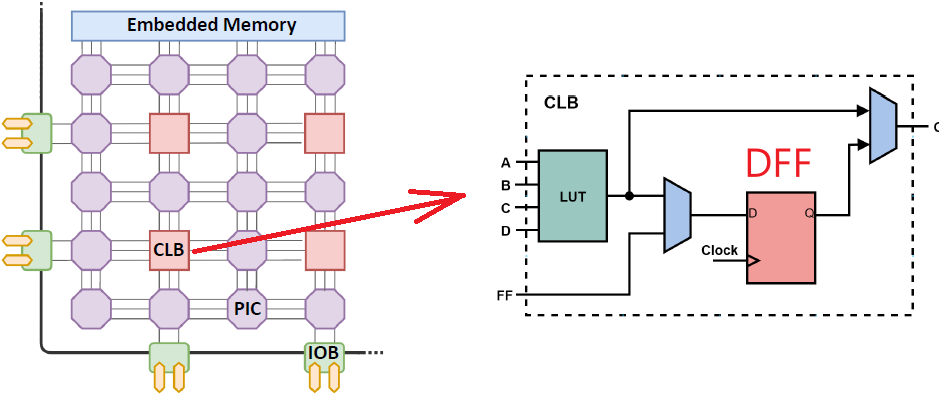 Embedded Memory
CLB
PIC
IOB
CLB
DFF
A
B
C
D
LUT
D
Q
Clock
FF